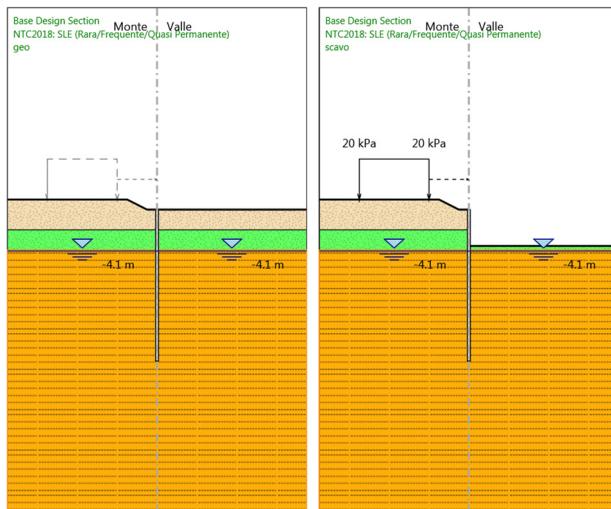 Base Design Section
NTC2018: SLE (Rara/Frequente/Quasi Permanente)
geo
Monte
Valle
-4.1 m
-4.1 m
Base Design Section
NTC2018: SLE (Rara/Frequente/Quasi Permanente)
scavo
Monte
Valle
20 kPa
20 kPa
-4.1 m
-4.1 m